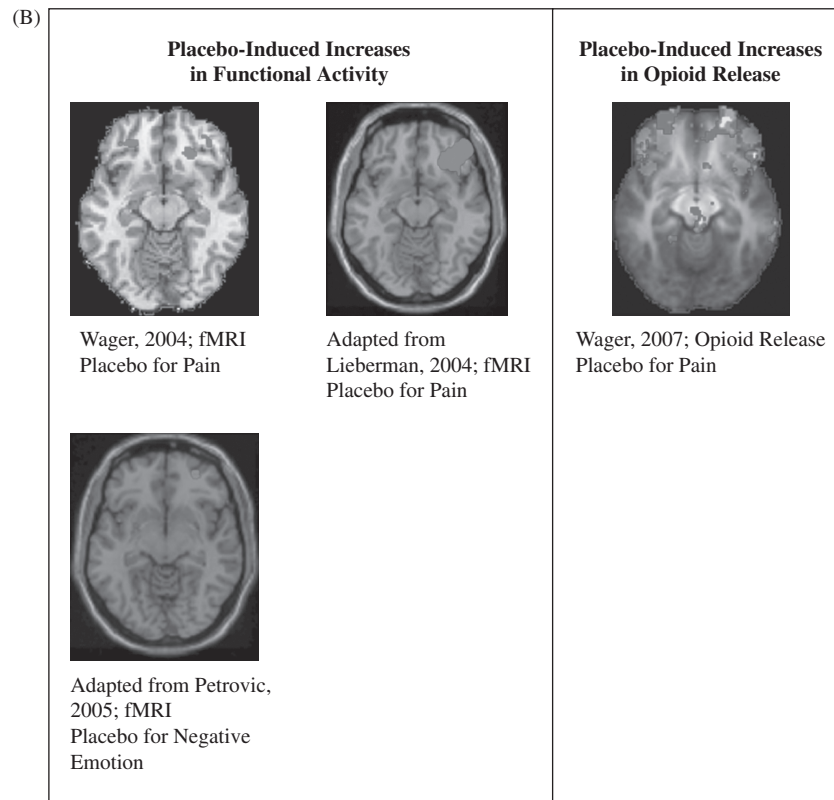 (B)
Placebo-Induced Increases
in Functional Activity
Placebo-Induced Increases
in Opioid Release
Wager, 2004; fMRI
Placebo for Pain
Adapted from
Lieberman, 2004; fMRI
Placebo for Pain
Wager, 2007; Opioid Release
Placebo for Pain
Adapted from Petrovic,
2005; fMRI
Placebo for Negative
Emotion